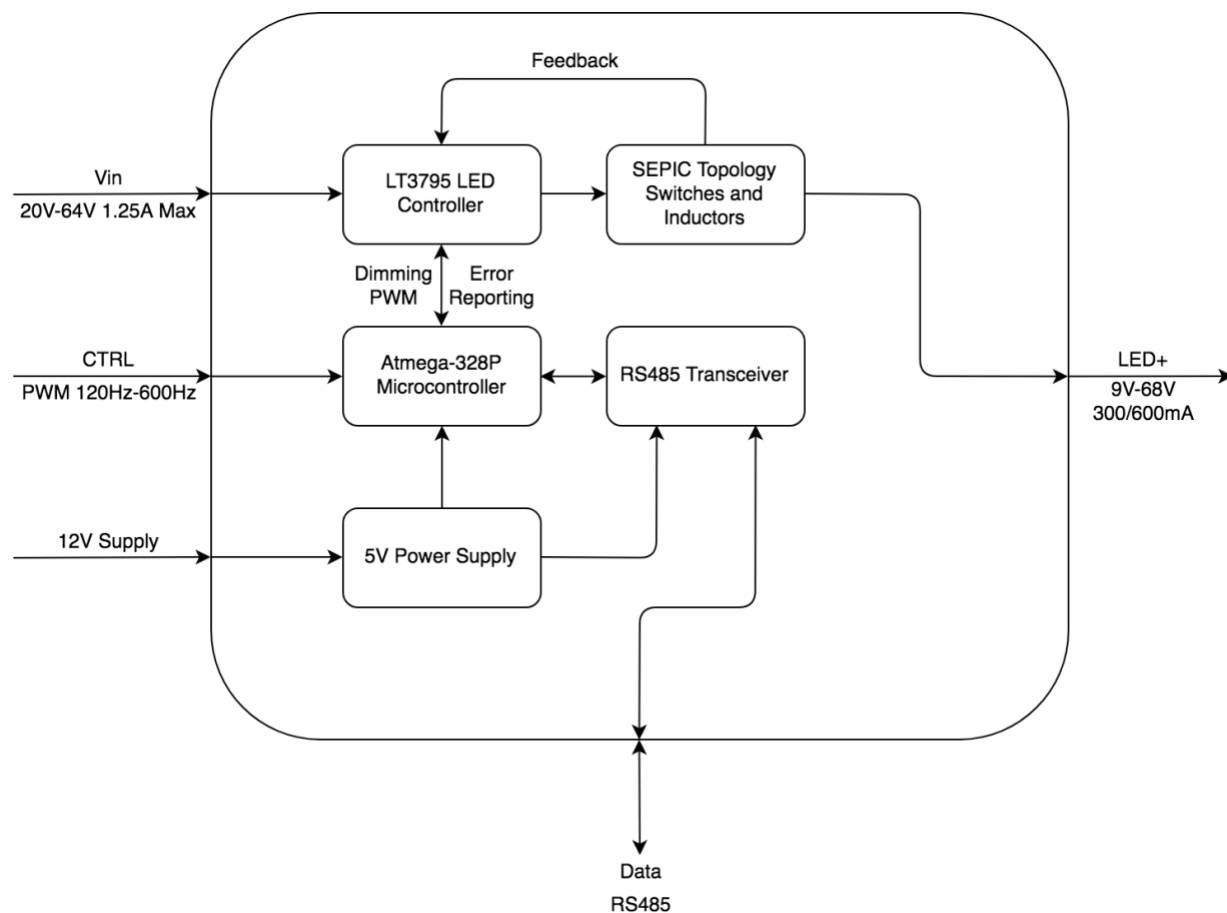 Feedback
Vin
20V-64V 1.25A Max
LT3795 LED
Controller
SEPIC Topology
Switches and
Inductors
Dimming
PWM
Error
Reporting
CTRL
PWM 120Hz-600Hz
Atmega-328P
Microcontroller
RS485 Transceiver
LED+
9V-68V
300/600mA
12V Supply
5V Power Supply
Data
RS485